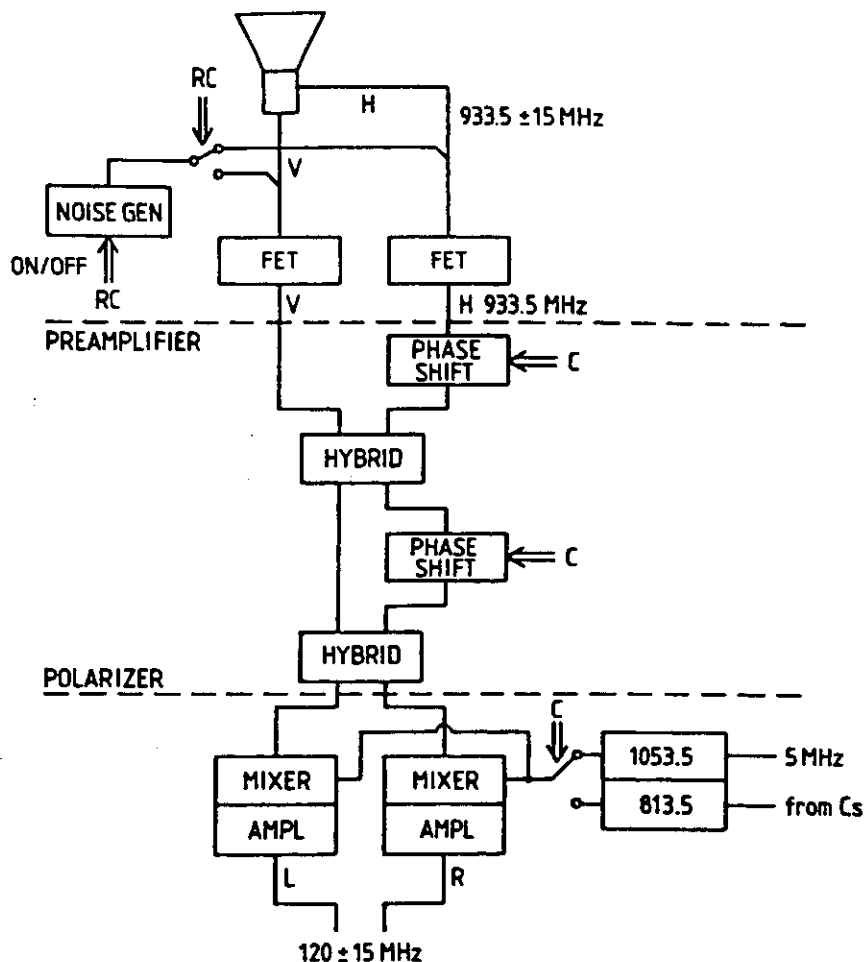 RC
H
933.5 ±15 MHz
V
NOISE GEN
ON/OFF
RC
FET
FET
V
H 933.5 MHz
PREAMPLIFIER
PHASE
SHIFT
C
HYBRID
PHASE
SHIFT
C
HYBRID
POLARIZER
C
MIXER
MIXER
1053.5
5 MHz
AMPL
AMPL
813.5
from Cs
L
R
120 ± 15 MHz